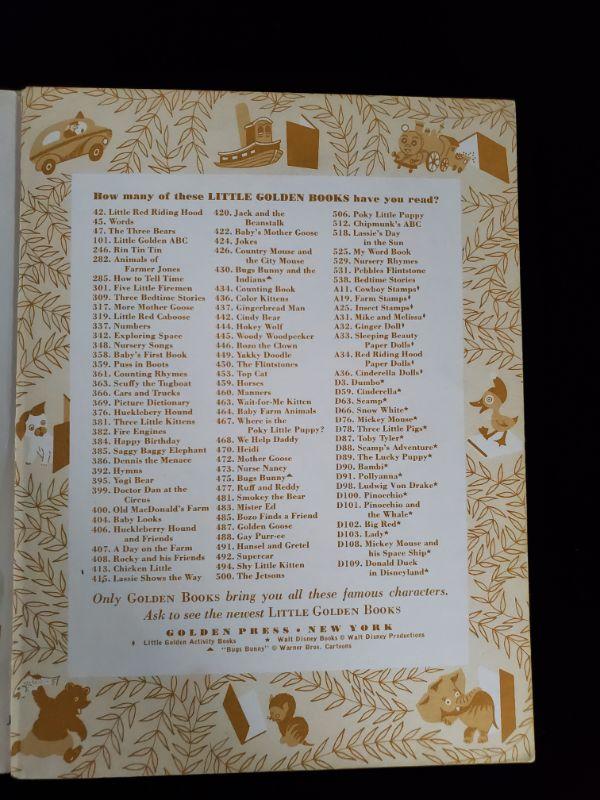 How many of these LITTLE GOLDEN BOOKS have you read?
42. Little Red Riding Hood
45. Words
47. The Three Bears
101. Little Golden ABC
246. Rin Tin Tin
282. Animals of
Farmer Jones
285. How to Tell Time
301. Five Little Firemen
309. Three Bedtime Stories
317. More Mother Goose
319. Little Red Caboose
337. Numbers
342. Exploring Space
348. Nursery Songs
358. Baby's First Book
359. Puss in Boots
361. Counting Rhymes
363. Scuffy the Tugboat
366. Cars and Trucks
369. Picture Dictionary
376. Huckleberry Hound
381. Three Little Kittens
382. Fire Engines
384. Happy Birthday
385. Saggy Baggy Elephant
386. Dennis the Menace
392. Hymns
395. Yogi Bear
399. Doctor Dan at the
Circus
400. Old MacDonald's Farm
404. Baby Looks
406. Huckleberry Hound
and Friends
407. A Day on the Farm
408. Rocky and his Friends
413. Chicken Little
415. Lassie Shows the Way
420. Jack and the
Beanstalk
422. Baby's Mother Goose
424. Jokes
426. Country Mouse and
the City Mouse
430. Bugs Bunny and the
Indians▲
434. Counting Book
436. Color Kittens
437. Gingerbread Man
442. Cindy Bear
444. Hokey Wolf
445. Woody Woodpecker
446. Bozo the Clown
449. Yakky Doodle
450. The Flintstones
453. Top Cat
459. Horses
460. Manners
463. Wait-for-Me Kitten
464. Baby Farm Animals
467. Where is the
Poky Little Puppy?
468. We Help Daddy
470. Heidi
472. Mother Goose
473. Nurse Nancy
475. Bugs Bunny▲
477. Ruff and Reddy
481. Smokey the Bear
483. Mister Ed
485. Bozo Finds a Friend
487. Golden Goose
488. Gay Purr-ee
491. Hansel and Gretel
492. Supercar
494. Shy Little Kitten
500. The Jetsons
506. Poky Little Puppy
512. Chipmunk's ABC
518. Lassie's Day
in the Sun
525. My Word Book
529. Nursery Rhymes
531. Pebbles Flintstone
538. Bedtime Stories
A11. Cowboy Stamps♦
A19. Farm Stamps♦
A25. Insect Stamps♦
A31. Mike and Melissa♦
A32. Ginger Doll♦
A33. Sleeping Beauty
Paper Dolls♦
A34. Red Riding Hood
Paper Dolls♦
A36. Cinderella Dolls♦
D3. Dumbo*
D59. Cinderella*
D63. Scamp*
D66. Snow White*
D76. Mickey Mouse*
D78. Three Little Pigs*
D87. Toby Tyler*
D88. Scamp's Adventure*
D89. The Lucky Puppy*
D90. Bambi*
D91. Pollyanna*
D98. Ludwig Von Drake*
D100. Pinocchio*
D101. Pinocchio and
the Whale*
D102. Big Red*
D103. Lady*
D108. Mickey Mouse and
his Space Ship*
D109. Donald Duck
in Disneyland*
Only GOLDEN BOOKS bring you all these famous characters.
Ask to see the newest LITTLE GOLDEN BOOKS
GOLDEN PRESS • NEW YORK
♦ Little Golden Activity Books * Walt Disney Books © Walt Disney Productions
▲ "Bugs Bunny" © Warner Bros. Cartoons